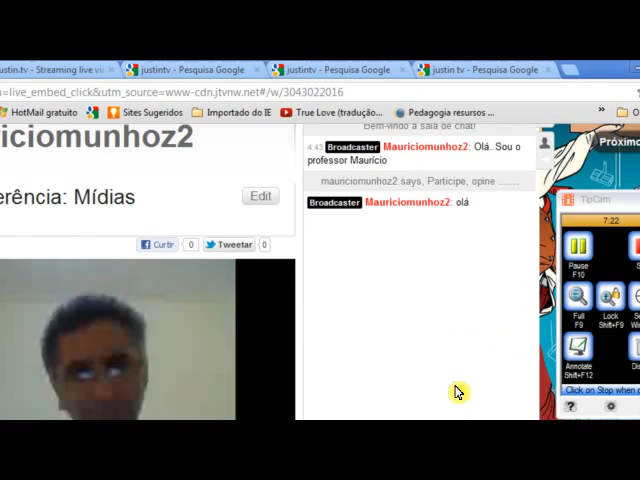 ustin.tv - Streaming live vi
justintv - Pesquisa Google
justintv - Pesquisa Google
justin tv - Pesquisa Google
=live_embed_click&utm_source=www-cdn.jtvnw.net#/w/3043022016
HotMail gratuito
Sites Sugeridos
Importado do IE
True Love (tradução...
Pedagogia resursos ...
»
O
riciomunhoz2
erência: Mídias
Edit
Curtir
0
Tweetar
0
Bem-vindo a sala de chat!
4:43 Broadcaster Mauriciomunhoz2: Olá..Sou o
professor Maurício
mauriciomunhoz2 says, Participe, opine .......
Broadcaster Mauriciomunhoz2: olá
Próximo
TipCam
7:22
Pause
F10
S
Full
F9
Lock
Shift+F9
Annotate
Shift+F12
Click on Stop when
?